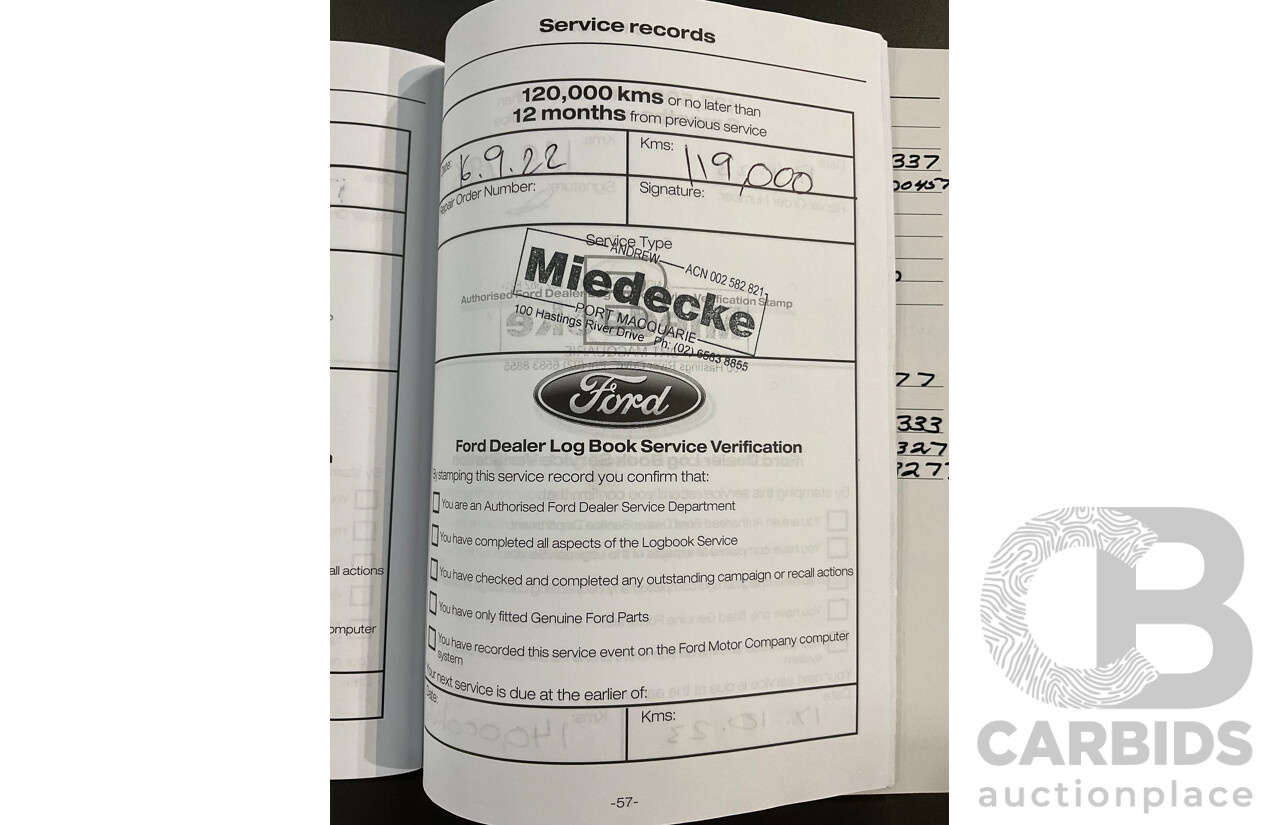 Service records
120,000 kms or no later than
12 months from previous service
Date: 16.9.22
Kms: 119,000
Repair Order Number:
Signature:
Service Type
ANDREW
ACN 002 582 821
Miedecke
Authorised Ford Dealer
Verification Stamp
PORT MACQUARIE
100 Hastings River Drive Ph: (02) 6583 8855
Ford
Ford Dealer Log Book Service Verification
By stamping this service record you confirm that:
You are an Authorised Ford Dealer Service Department
You have completed all aspects of the Logbook Service
You have checked and completed any outstanding campaign or recall actions
You have only fitted Genuine Ford Parts
You have recorded this service event on the Ford Motor Company computer
system
Your next service is due at the earlier of:
Date:
Kms:
-57-
all actions
computer
337
00457
77
333
327
CB
CARBIDS
auctionplace